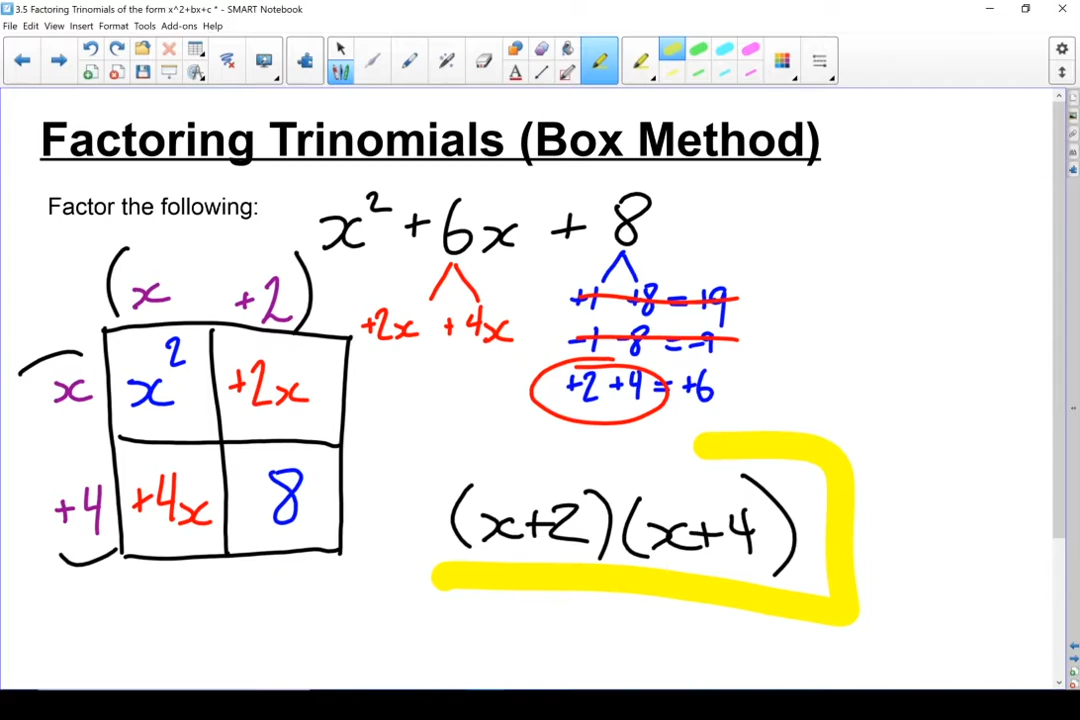 3.5 Factoring Trinomials of the form x^2+bx+c * - SMART Notebook
File Edit View Insert Format Tools Add-ons Help
Factoring Trinomials (Box Method)
Factor the following:
x² + 6x + 8
+2x +4x
+1 +8 = +9
-1 -8 = -9
+2 +4 = +6
(x +2)
x x² +2x
+4 +4x 8
(x+2)(x+4)